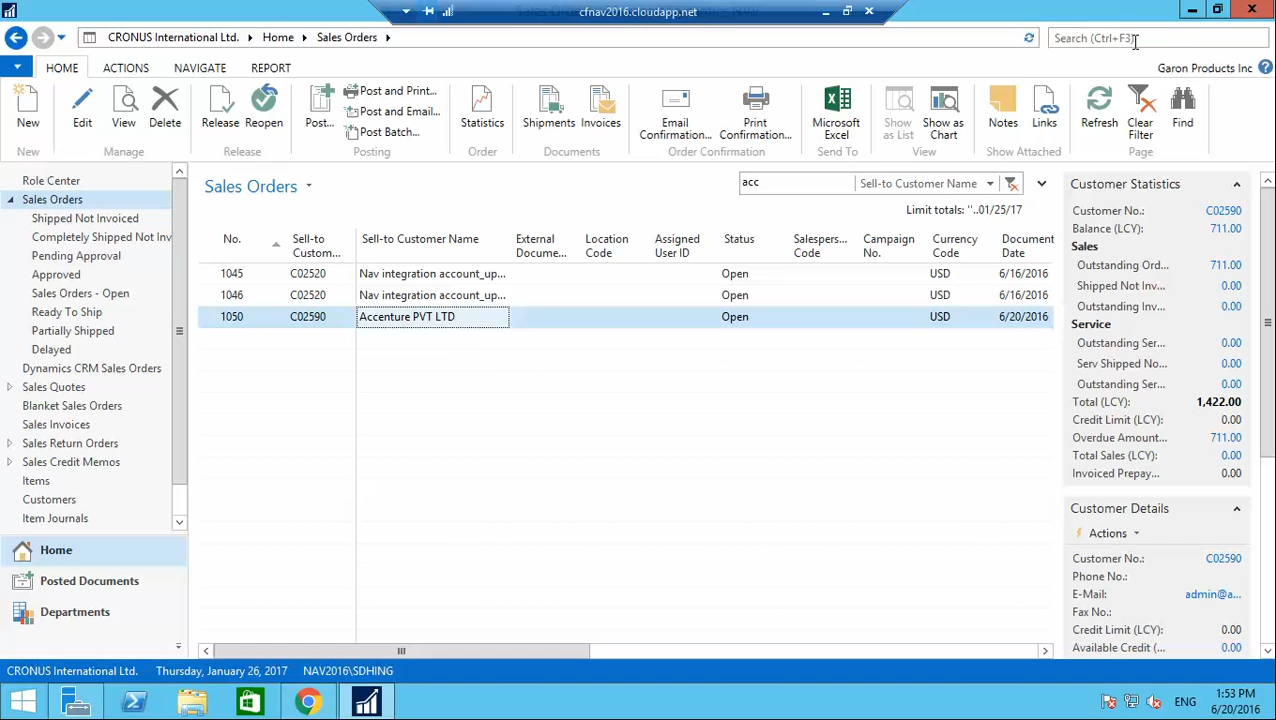 cfnav2016.cloudapp.net
CRONUS International Ltd. Home Sales Orders
Search (Ctrl+F3)
HOME ACTIONS NAVIGATE REPORT
Garon Products Inc
New
Edit
View
Delete
Release
Reopen
Post...
Post and Print...
Post and Email...
Post Batch...
Statistics
Shipments
Invoices
Email
Confirmation...
Print
Confirmation...
Microsoft
Excel
Show
as List
Show as
Chart
Notes
Links
Refresh
Clear
Filter
Find
New Manage Release Posting Order Documents Order Confirmation Send To View Show Attached Page
Role Center
Sales Orders
Shipped Not Invoiced
Completely Shipped Not Inv
Pending Approval
Approved
Sales Orders - Open
Ready To Ship
Partially Shipped
Delayed
Dynamics CRM Sales Orders
Sales Quotes
Blanket Sales Orders
Sales Invoices
Sales Return Orders
Sales Credit Memos
Items
Customers
Item Journals
Home
Posted Documents
Departments
Sales Orders
acc
Sell-to Customer Name
Limit totals: ''..01/25/17
No.
Sell-to
Custom...
Sell-to Customer Name
External
Docume...
Location
Code
Assigned
User ID
Status
Salespers...
Code
Campaign
No.
Currency
Code
Document
Date
1045 C02520 Nav integration account_up... Open USD 6/16/2016
1046 C02520 Nav integration account_up... Open USD 6/16/2016
1050 C02590 Accenture PVT LTD Open USD 6/20/2016
Customer Statistics
Customer No.: C02590
Balance (LCY): 711.00
Sales
Outstanding Ord... 711.00
Shipped Not Inv... 0.00
Outstanding Inv... 0.00
Service
Outstanding Ser... 0.00
Serv Shipped No... 0.00
Outstanding Ser... 0.00
Total (LCY): 1,422.00
Credit Limit (LCY): 0.00
Overdue Amount... 711.00
Total Sales (LCY): 0.00
Invoiced Prepay... 0.00
Customer Details
Actions
Customer No.: C02590
Phone No.:
E-Mail: admin@a...
Fax No.:
Credit Limit (LCY): 0.00
Available Credit (... 0.00
CRONUS International Ltd. Thursday, January 26, 2017 NAV2016\SDHING
ENG
1:53 PM
6/20/2016